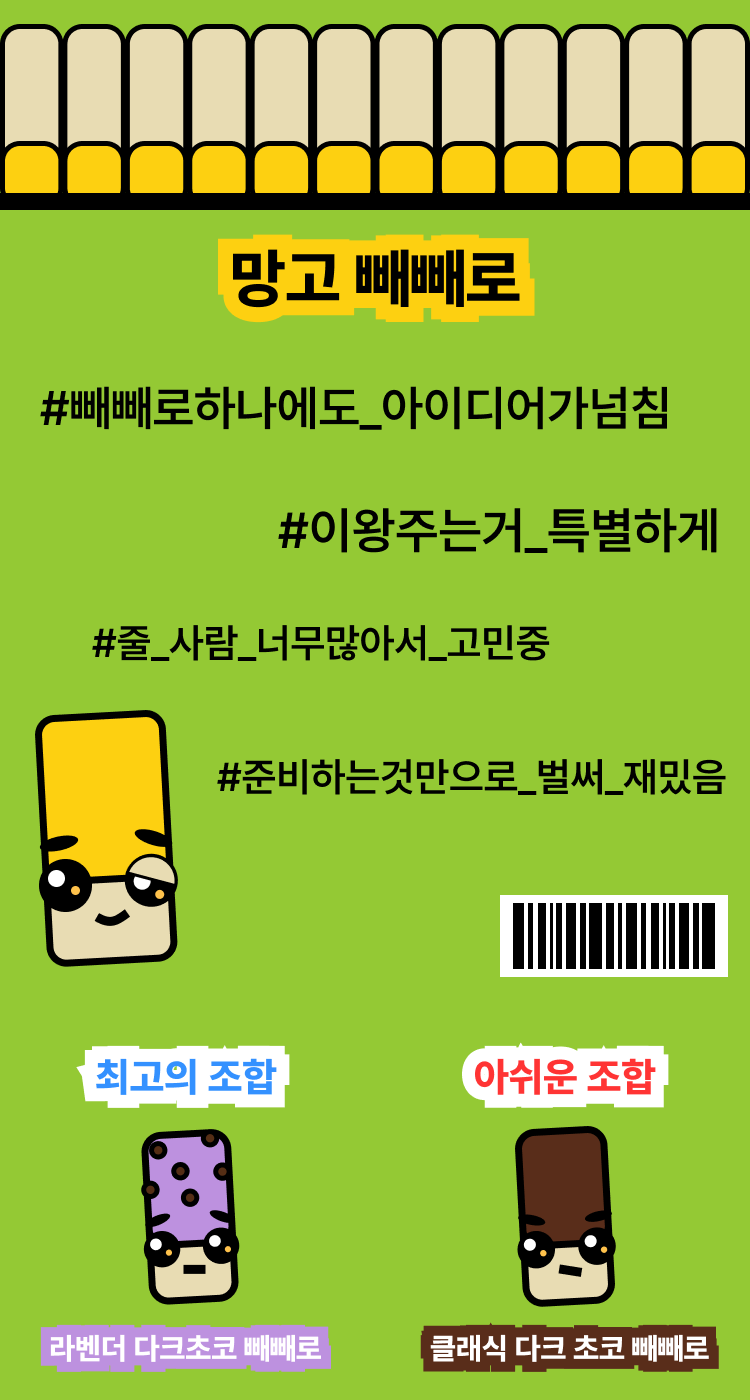 망고 빼빼로
#빼빼로하나에도_아이디어가넘침
#이왕주는거_특별하게
#줄_사람_너무많아서_고민중
#준비하는것만으로_벌써_재밌음
최고의 조합
아쉬운 조합
라벤더 다크초코 빼빼로
클래식 다크 초코 빼빼로